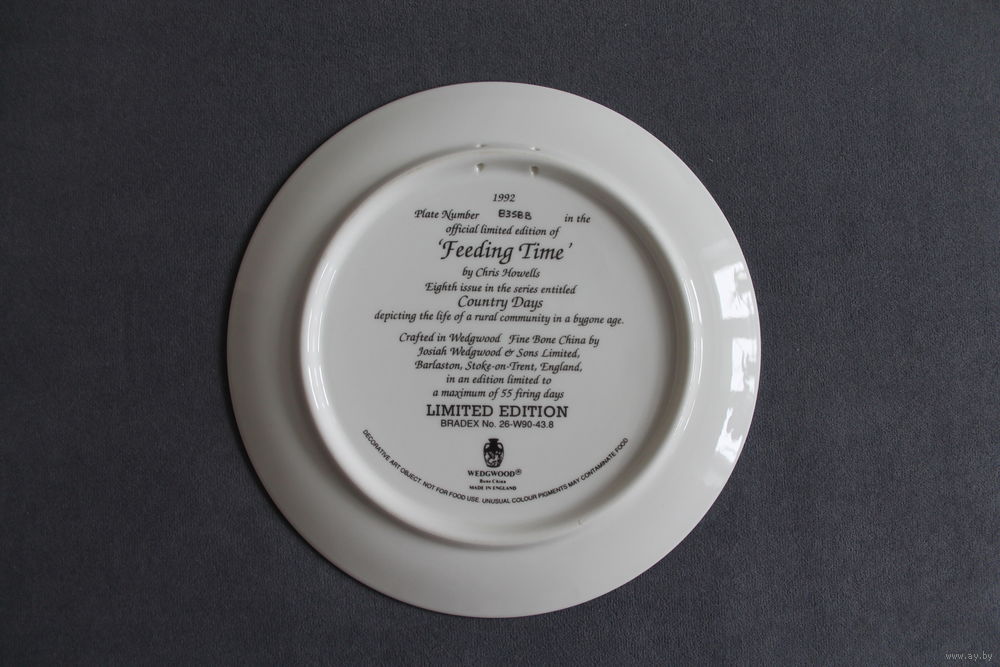 1992
Plate Number B35BB in the
official limited edition of
'Feeding Time'
by Chris Howells
Eighth issue in the series entitled
Country Days
depicting the life of a rural community in a bygone age.
Crafted in Wedgwood Fine Bone China by
Josiah Wedgwood & Sons Limited,
Barlaston, Stoke-on-Trent, England,
in an edition limited to
a maximum of 55 firing days
LIMITED EDITION
BRADEX No. 26-W90-43.8
WEDGWOOD®
Bone China
MADE IN ENGLAND
DECORATIVE ART OBJECT. NOT FOR FOOD USE. UNUSUAL COLOUR PIGMENTS MAY CONTAMINATE FOOD
www.ay.by